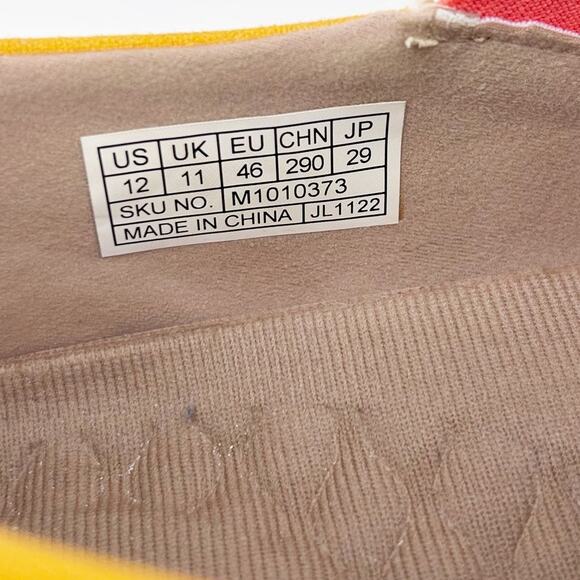 US UK EU CHN JP
12 11 46 290 29
SKU NO. M1010373
MADE IN CHINA JL1122